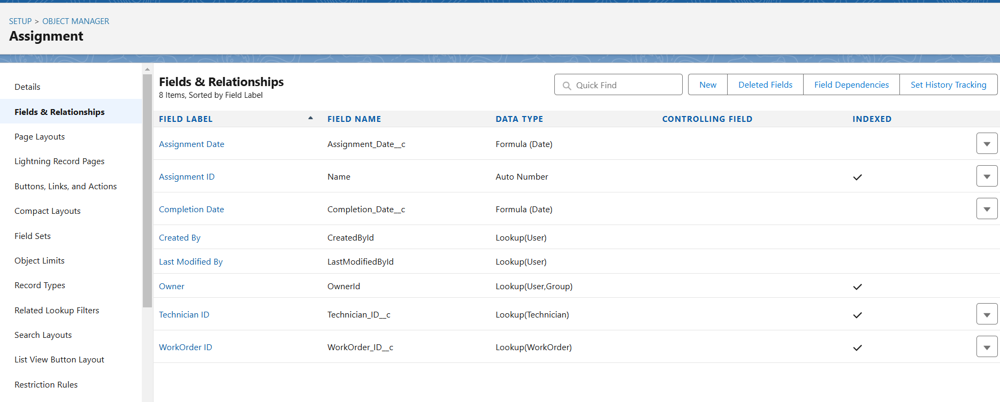 SETUP > OBJECT MANAGER
Assignment
Details
Fields & Relationships
Page Layouts
Lightning Record Pages
Buttons, Links, and Actions
Compact Layouts
Field Sets
Object Limits
Record Types
Related Lookup Filters
Search Layouts
List View Button Layout
Restriction Rules
Fields & Relationships
8 Items, Sorted by Field Label
Quick Find
New
Deleted Fields
Field Dependencies
Set History Tracking
FIELD LABEL FIELD NAME DATA TYPE CONTROLLING FIELD INDEXED
Assignment Date Assignment_Date__c Formula (Date)
Assignment ID Name Auto Number
Completion Date Completion_Date__c Formula (Date)
Created By CreatedById Lookup(User)
Last Modified By LastModifiedById Lookup(User)
Owner OwnerId Lookup(User,Group)
Technician ID Technician_ID__c Lookup(Technician)
WorkOrder ID WorkOrder_ID__c Lookup(WorkOrder)